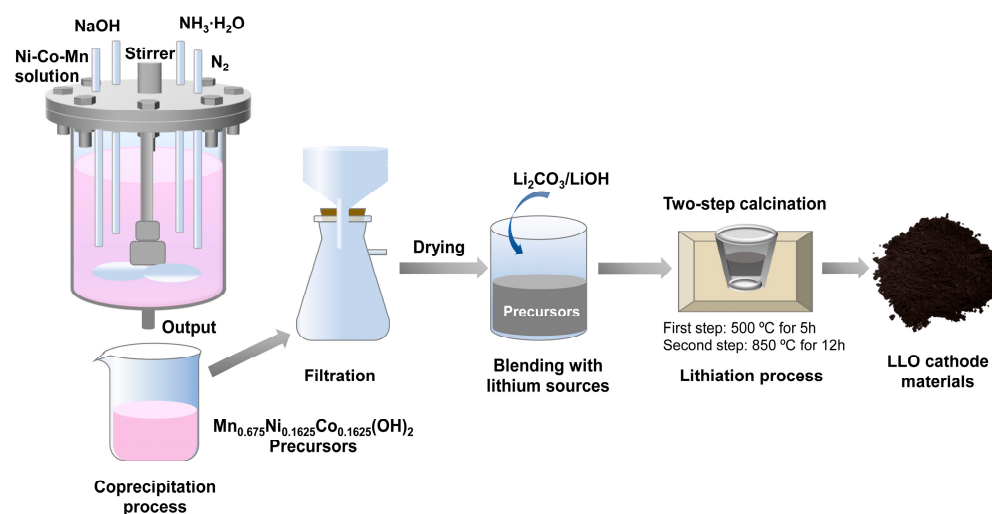 NaOH
NH₃·H₂O
Ni-Co-Mn
solution
Stirrer
N₂
Output
Coprecipitation
process
Mn₀.₆₇₅Ni₀.₁₆₂₅Co₀.₁₆₂₅(OH)₂
Precursors
Filtration
Drying
Li₂CO₃/LiOH
Precursors
Blending with
lithium sources
Two-step calcination
First step: 500 ºC for 5h
Second step: 850 ºC for 12h
Lithiation process
LLO cathode
materials